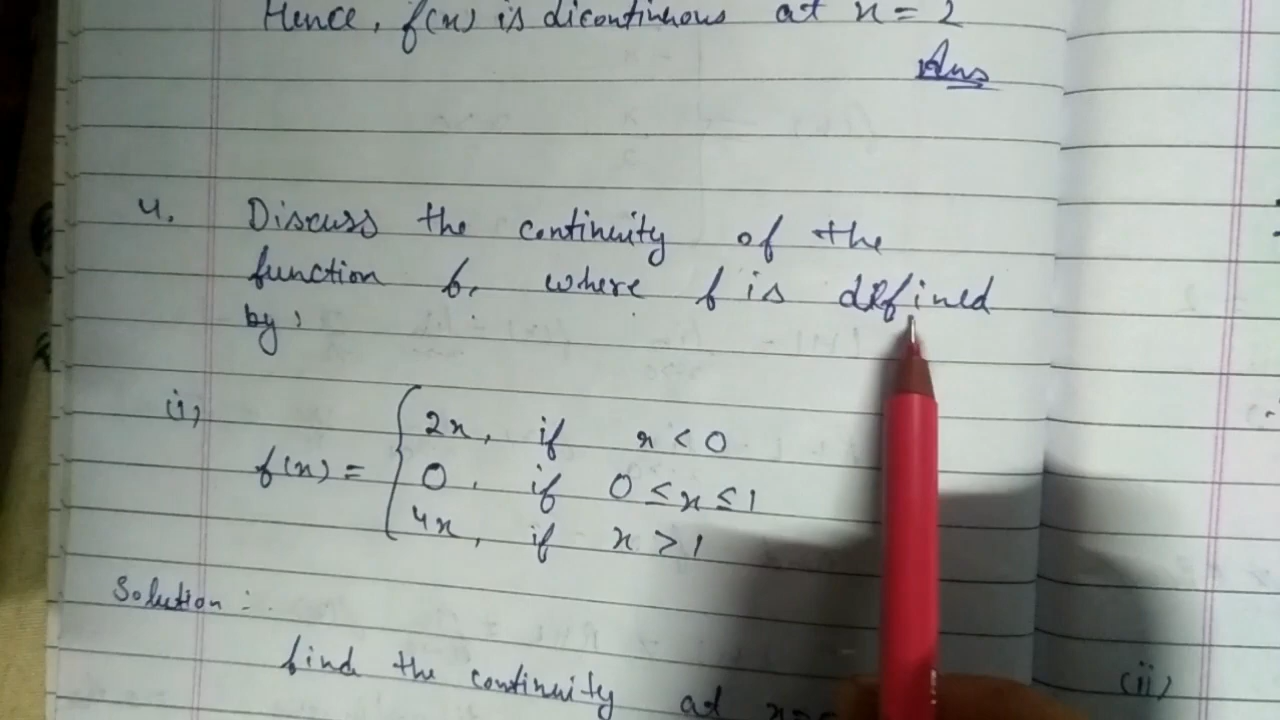 Hence, f(x) is dicontinuous at x = 2
Ans
4. Discuss the continuity of the
function f, where f is defined
by,
(i), f(x) = { 2x, if x < 0
0, if 0 ≤ x ≤ 1
4x, if x > 1
Solution :-
find the continuity at
(ii)